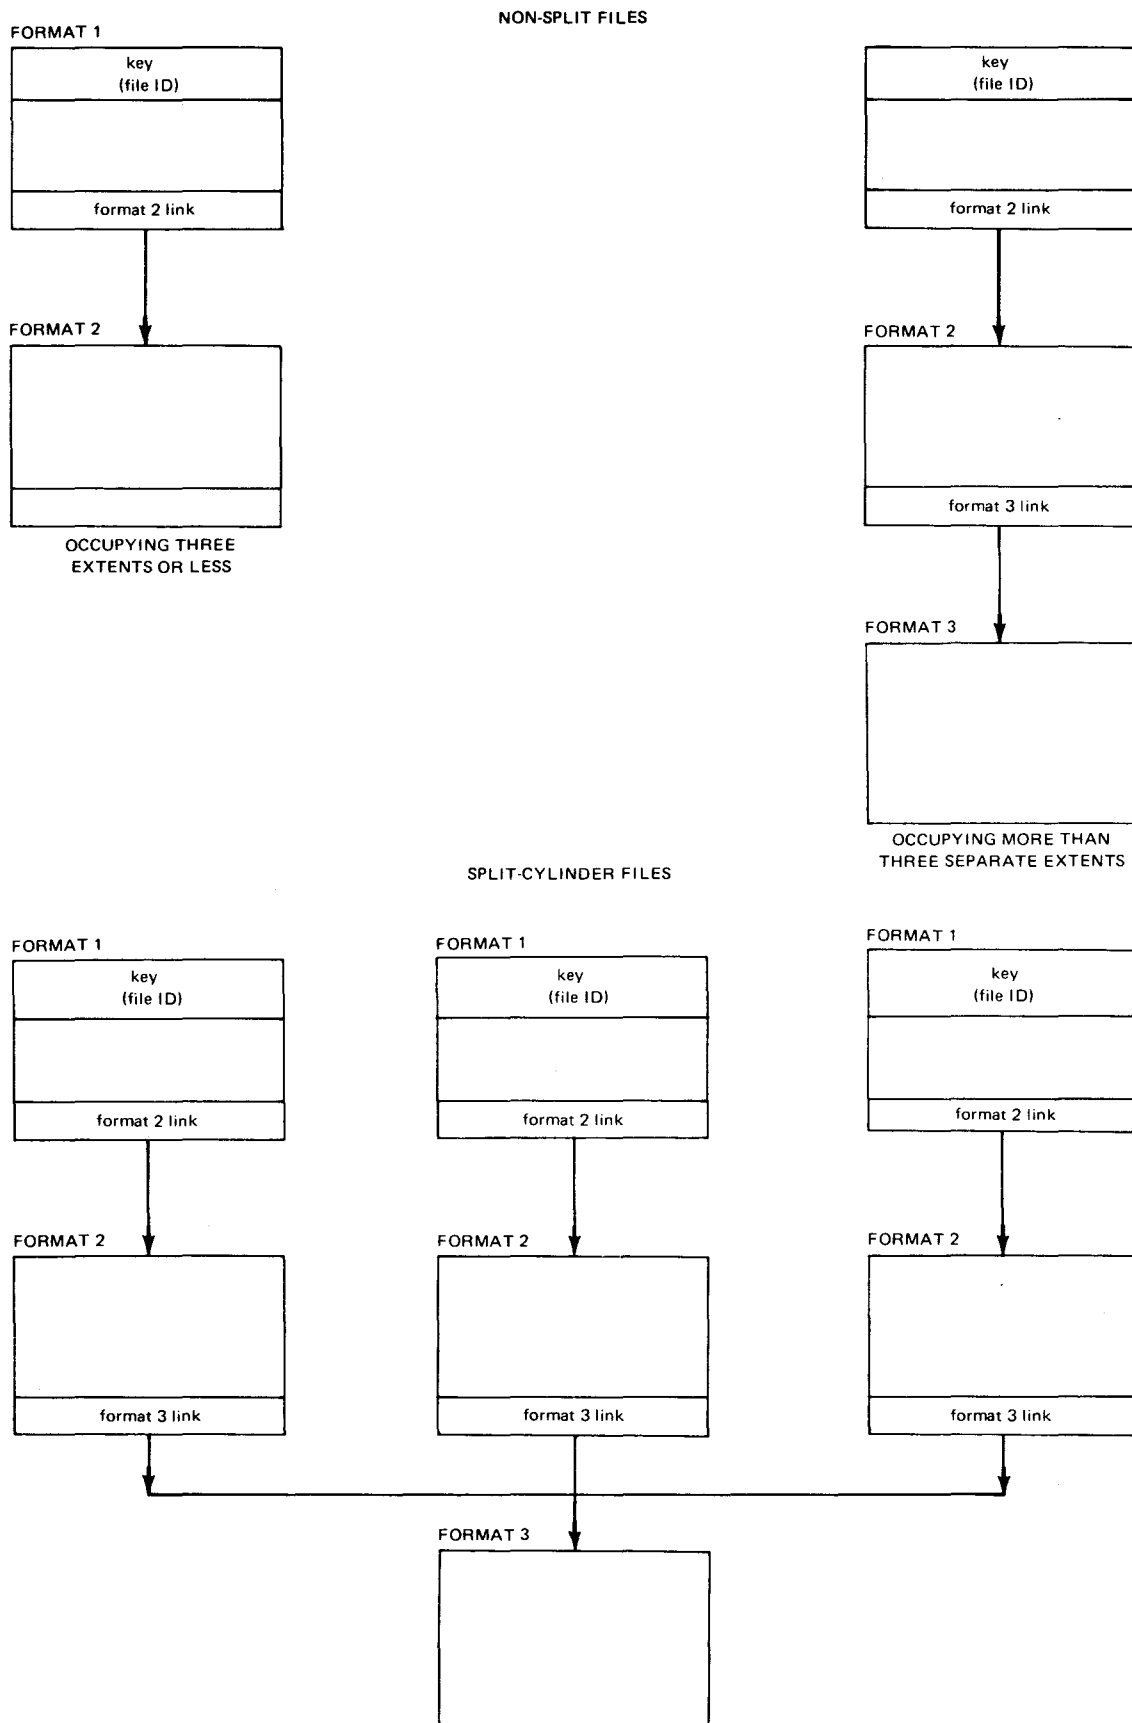 NON-SPLIT FILES
FORMAT 1
key
(file ID)
format 2 link
FORMAT 2
OCCUPYING THREE
EXTENTS OR LESS
key
(file ID)
format 2 link
FORMAT 2
format 3 link
FORMAT 3
OCCUPYING MORE THAN
THREE SEPARATE EXTENTS
SPLIT-CYLINDER FILES
FORMAT 1
key
(file ID)
format 2 link
FORMAT 2
format 3 link
FORMAT 1
key
(file ID)
format 2 link
FORMAT 2
format 3 link
FORMAT 1
key
(file ID)
format 2 link
FORMAT 2
format 3 link
FORMAT 3